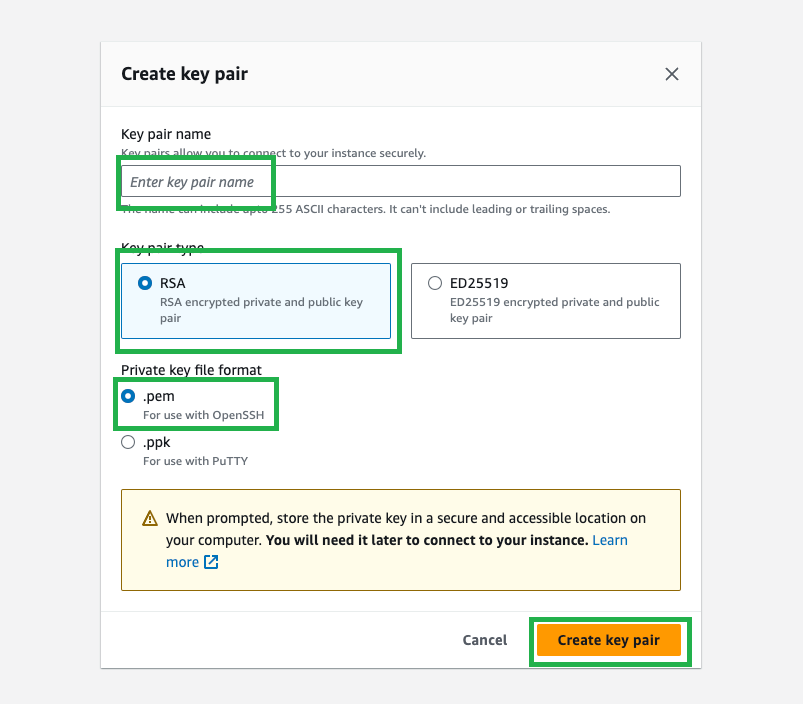 Create key pair
Key pair name
Key pairs allow you to connect to your instance securely.
Enter key pair name
The name can include upto 255 ASCII characters. It can't include leading or trailing spaces.
Key pair type
RSA
RSA encrypted private and public key
pair
ED25519
ED25519 encrypted private and public
key pair
Private key file format
.pem
For use with OpenSSH
.ppk
For use with PuTTY
When prompted, store the private key in a secure and accessible location on
your computer. You will need it later to connect to your instance. Learn
more
Cancel
Create key pair